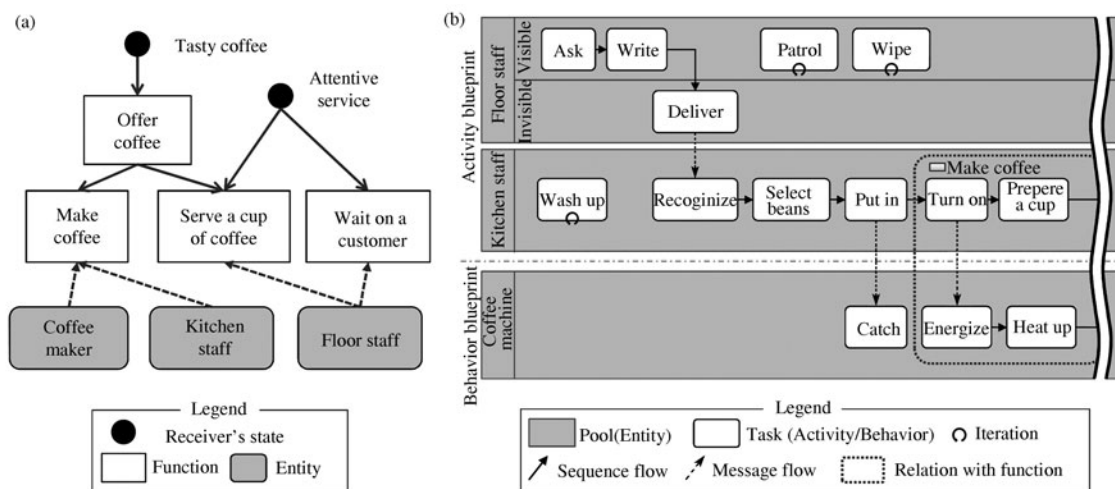 (a)
Tasty coffee
Attentive
service
Offer
coffee
Make
coffee
Serve a cup
of coffee
Wait on a
customer
Coffee
maker
Kitchen
staff
Floor staff
Legend
Receiver's state
Function
Entity
(b)
Activity blueprint
Floor staff
Visible
Ask
Write
Patrol
Wipe
Invisible
Deliver
Kitchen staff
Wash up
Recoginize
Select
beans
Put in
Make coffee
Turn on
Prepere
a cup
Behavior blueprint
Coffee
machine
Catch
Energize
Heat up
Legend
Pool(Entity)
Task (Activity/Behavior)
Iteration
Sequence flow
Message flow
Relation with function